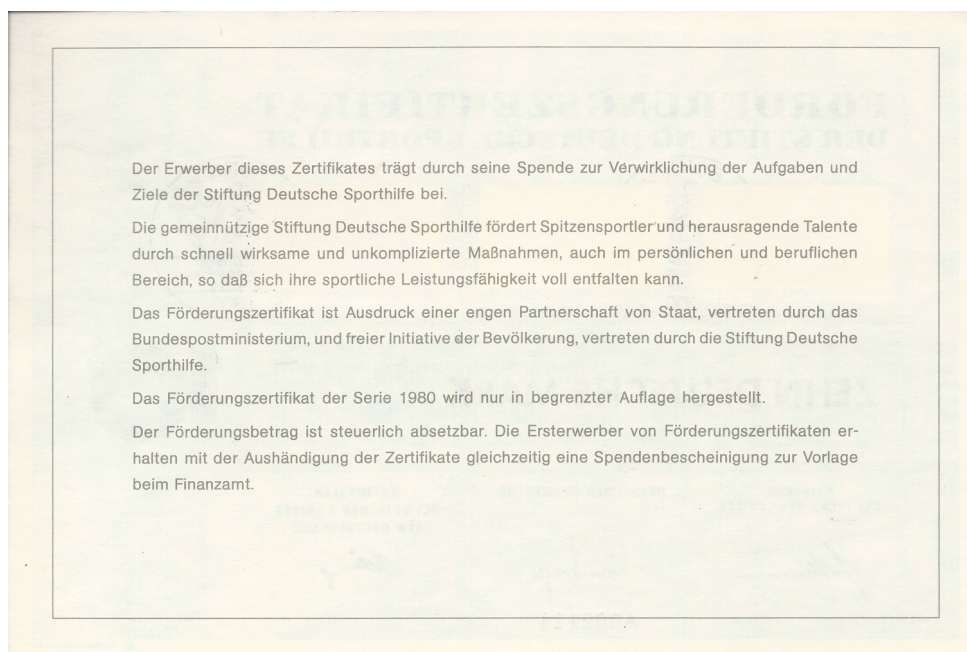 Der Erwerber dieses Zertifikates trägt durch seine Spende zur Verwirklichung der Aufgaben und
Ziele der Stiftung Deutsche Sporthilfe bei.
Die gemeinnützige Stiftung Deutsche Sporthilfe fördert Spitzensportler und herausragende Talente
durch schnell wirksame und unkomplizierte Maßnahmen, auch im persönlichen und beruflichen
Bereich, so daß sich ihre sportliche Leistungsfähigkeit voll entfalten kann.
Das Förderungszertifikat ist Ausdruck einer engen Partnerschaft von Staat, vertreten durch das
Bundespostministerium, und freier Initiative der Bevölkerung, vertreten durch die Stiftung Deutsche
Sporthilfe.
Das Förderungszertifikat der Serie 1980 wird nur in begrenzter Auflage hergestellt.
Der Förderungsbetrag ist steuerlich absetzbar. Die Ersterwerber von Förderungszertifikaten er-
halten mit der Aushändigung der Zertifikate gleichzeitig eine Spendenbescheinigung zur Vorlage
beim Finanzamt.